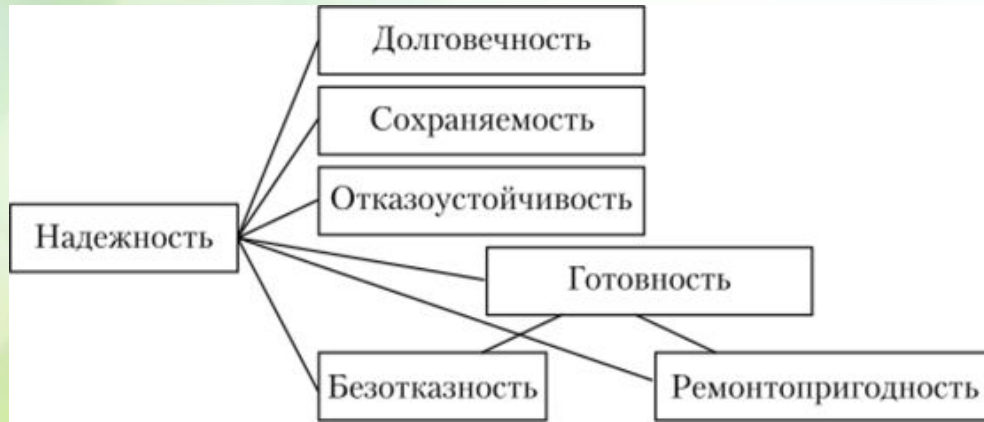 Долговечность
Сохраняемость
Отказоустойчивость
Надежность
Готовность
Безотказность
Ремонтопригодность